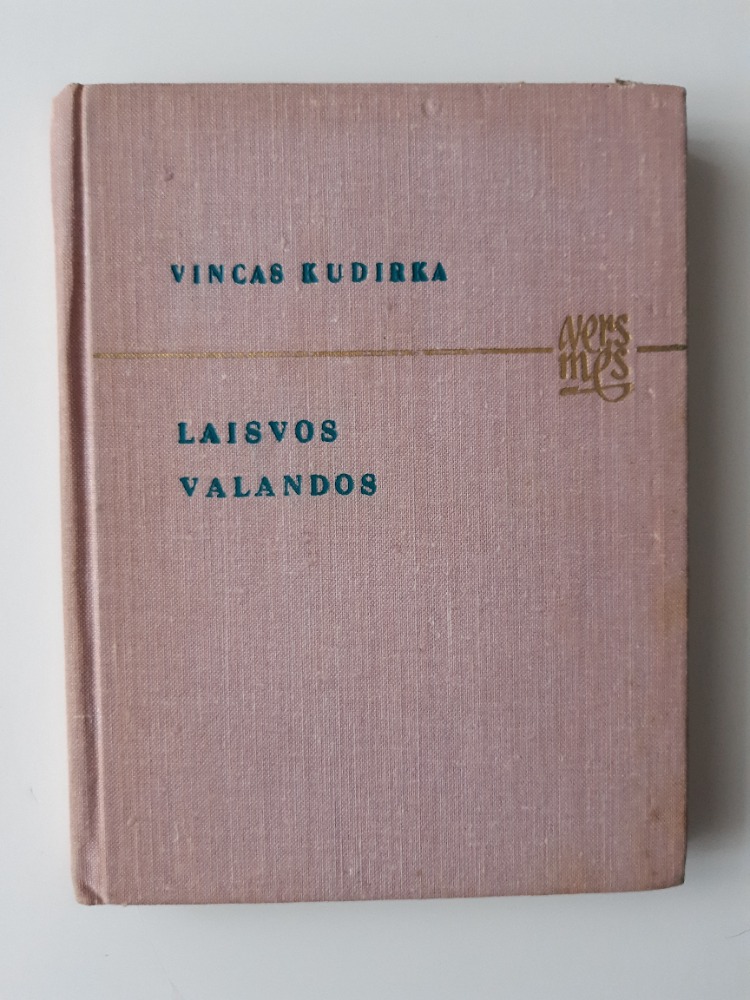 VINCAS KUDIRKA
Vers
mės
LAISVOS
VALANDOS